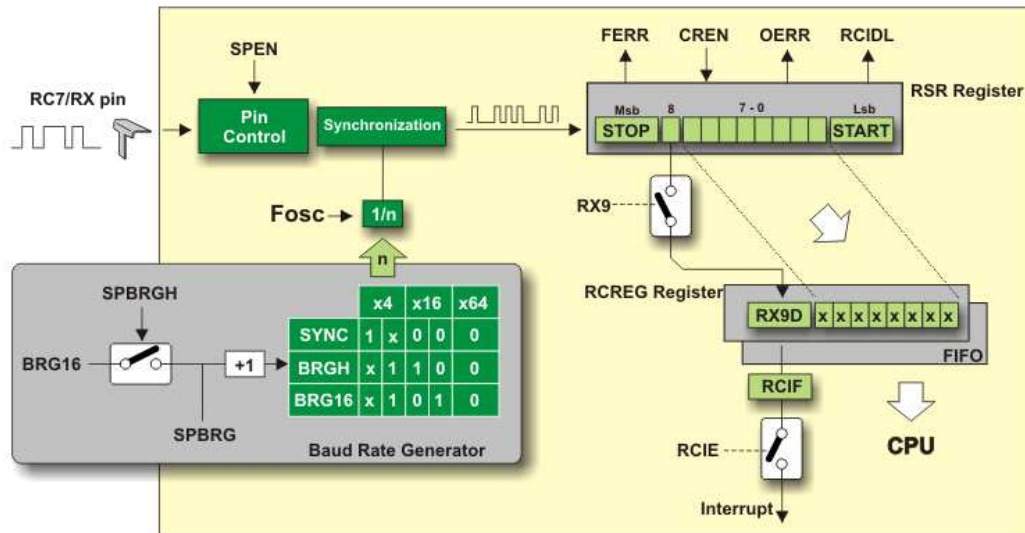 FERR CREN OERR RCIDL
SPEN
RC7/RX pin
RSR Register
Pin Control
Synchronization
Msb 8 7 - 0 Lsb
STOP START
RX9
Fosc
1/n
n
RCREG Register
RX9D x x x x x x x x
FIFO
SPBRGH
BRG16
+1
SPBRG
x4 x16 x64
SYNC 1 x 0 0 0
BRGH x 1 1 0 0
BRG16 x 1 0 1 0
Baud Rate Generator
RCIF
RCIE
Interrupt
CPU